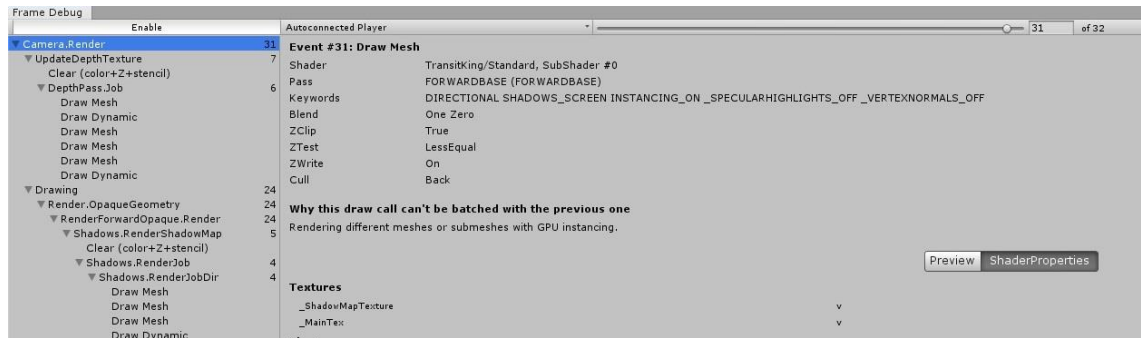 Frame Debug
Enable
Autoconnected Player
31
of 32
Camera.Render 31
UpdateDepthTexture 7
Clear (color+Z+stencil)
DepthPass.Job 6
Draw Mesh
Draw Dynamic
Draw Mesh
Draw Mesh
Draw Mesh
Draw Dynamic
Drawing 24
Render.OpaqueGeometry 24
RenderForwardOpaque.Render 24
Shadows.RenderShadowMap 5
Clear (color+Z+stencil)
Shadows.RenderJob 4
Shadows.RenderJobDir 4
Draw Mesh
Draw Mesh
Draw Mesh
Draw Dynamic
Event #31: Draw Mesh
Shader TransitKing/Standard, SubShader #0
Pass FORWARDBASE (FORWARDBASE)
Keywords DIRECTIONAL SHADOWS_SCREEN INSTANCING_ON _SPECULARHIGHLIGHTS_OFF _VERTEXNORMALS_OFF
Blend One Zero
ZClip True
ZTest LessEqual
ZWrite On
Cull Back
Why this draw call can't be batched with the previous one
Rendering different meshes or submeshes with GPU instancing.
Preview ShaderProperties
Textures
_ShadowMapTexture v
_MainTex v